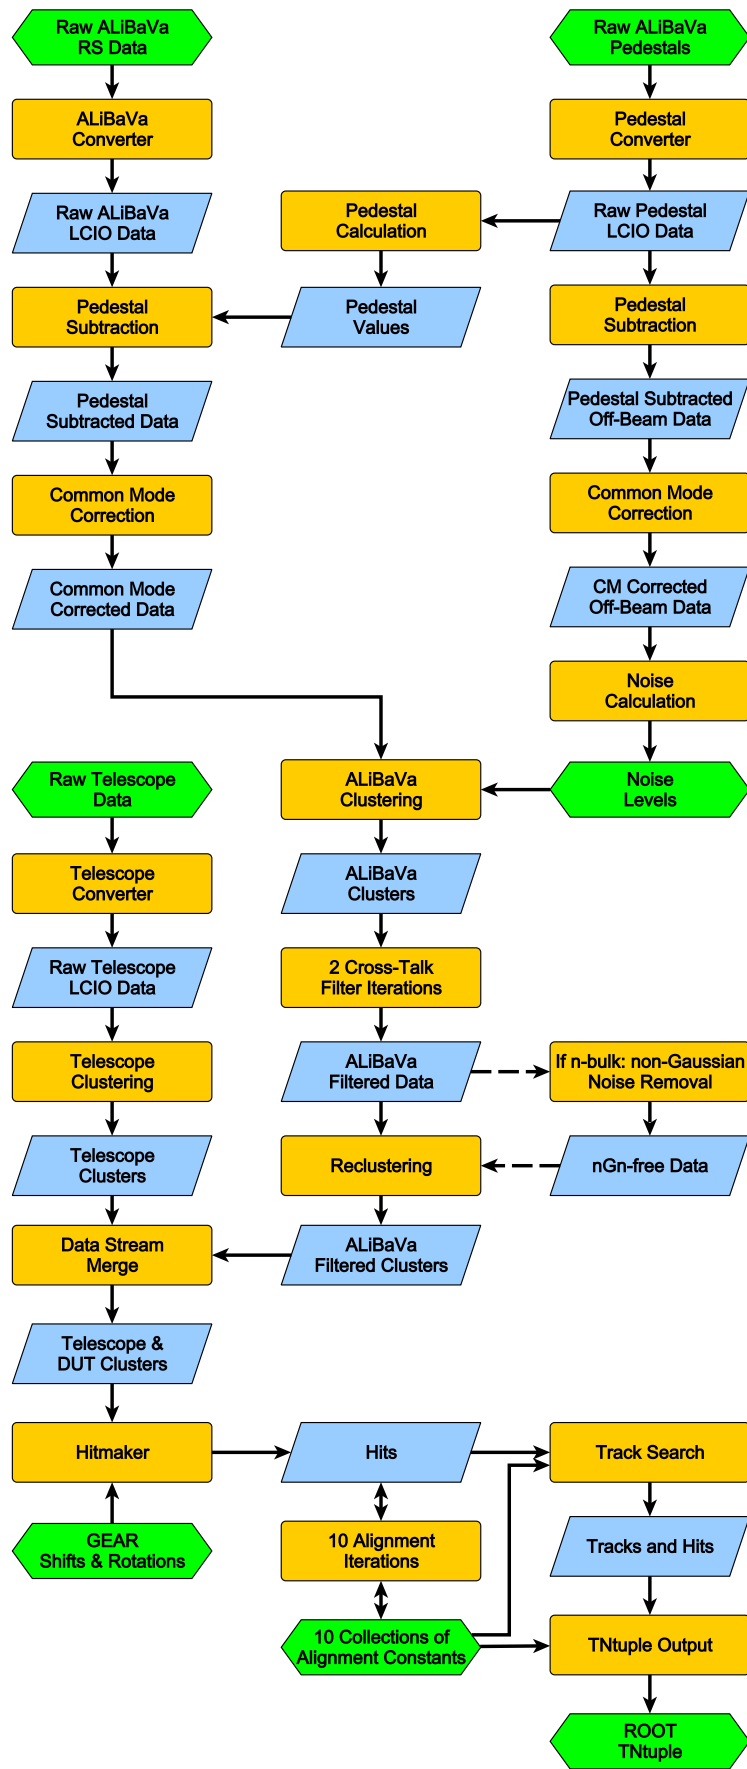 Raw ALiBaVa
RS Data
Raw ALiBaVa
Pedestals
ALiBaVa
Converter
Pedestal
Converter
Raw ALiBaVa
LCIO Data
Pedestal
Calculation
Raw Pedestal
LCIO Data
Pedestal
Subtraction
Pedestal
Values
Pedestal
Subtraction
Pedestal
Subtracted Data
Pedestal Subtracted
Off-Beam Data
Common Mode
Correction
Common Mode
Correction
Common Mode
Corrected Data
CM Corrected
Off-Beam Data
Noise
Calculation
Raw Telescope
Data
ALiBaVa
Clustering
Noise
Levels
Telescope
Converter
ALiBaVa
Clusters
Raw Telescope
LCIO Data
2 Cross-Talk
Filter Iterations
Telescope
Clustering
ALiBaVa
Filtered Data
If n-bulk: non-Gaussian
Noise Removal
Telescope
Clusters
Reclustering
nGn-free Data
Data Stream
Merge
ALiBaVa
Filtered Clusters
Telescope &
DUT Clusters
Hitmaker
Hits
Track Search
GEAR
Shifts & Rotations
10 Alignment
Iterations
Tracks and Hits
10 Collections of
Alignment Constants
TNtuple Output
ROOT
TNtuple